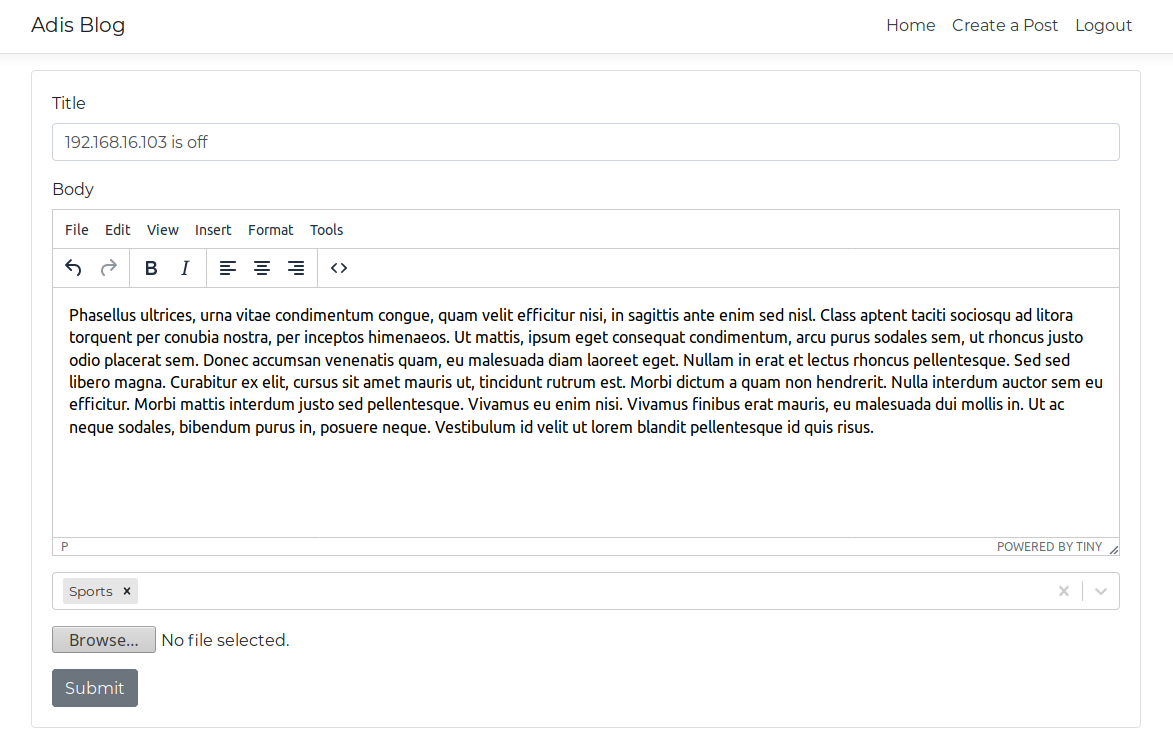 Adis Blog
Home Create a Post Logout
Title
192.168.16.103 is off
Body
File Edit View Insert Format Tools
B I <>
Phasellus ultrices, urna vitae condimentum congue, quam velit efficitur nisi, in sagittis ante enim sed nisl. Class aptent taciti sociosqu ad litora
torquent per conubia nostra, per inceptos himenaeos. Ut mattis, ipsum eget consequat condimentum, arcu purus sodales sem, ut rhoncus justo
odio placerat sem. Donec accumsan venenatis quam, eu malesuada diam laoreet eget. Nullam in erat et lectus rhoncus pellentesque. Sed sed
libero magna. Curabitur ex elit, cursus sit amet mauris ut, tincidunt rutrum est. Morbi dictum a quam non hendrerit. Nulla interdum auctor sem eu
efficitur. Morbi mattis interdum justo sed pellentesque. Vivamus eu enim nisi. Vivamus finibus erat mauris, eu malesuada dui mollis in. Ut ac
neque sodales, bibendum purus in, posuere neque. Vestibulum id velit ut lorem blandit pellentesque id quis risus.
P POWERED BY TINY
Sports
Browse... No file selected.
Submit